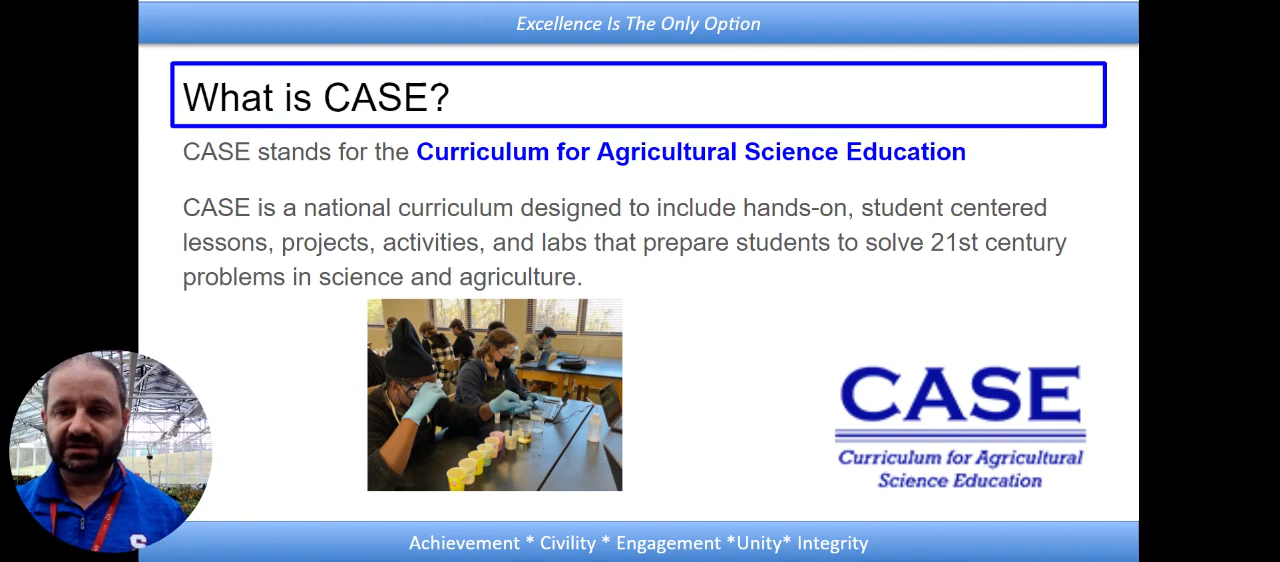 Excellence Is The Only Option
What is CASE?
CASE stands for the Curriculum for Agricultural Science Education
CASE is a national curriculum designed to include hands-on, student centered
lessons, projects, activities, and labs that prepare students to solve 21st century
problems in science and agriculture.
CASE
Curriculum for Agricultural
Science Education
S
Achievement * Civility * Engagement *Unity* Integrity